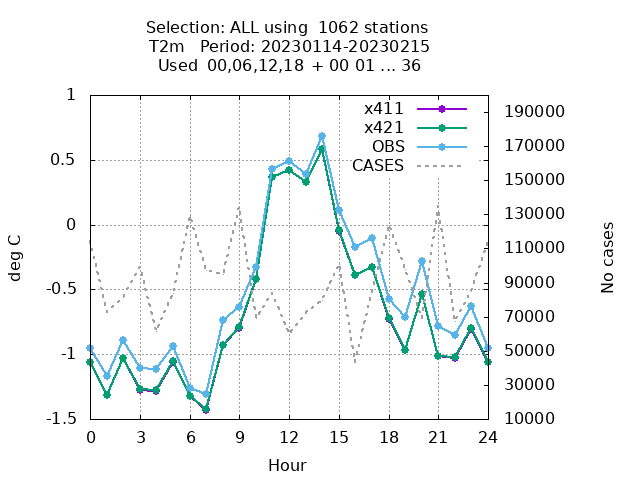 Selection: ALL using  1062 stations
T2m   Period: 20230114-20230215
Used  00,06,12,18  + 00 01 ... 36
x411
x421
OBS
CASES
1
0.5
0
-0.5
-1
-1.5
deg C
190000
170000
150000
130000
110000
90000
70000
50000
30000
10000
No cases
0 3 6 9 12 15 18 21 24
Hour